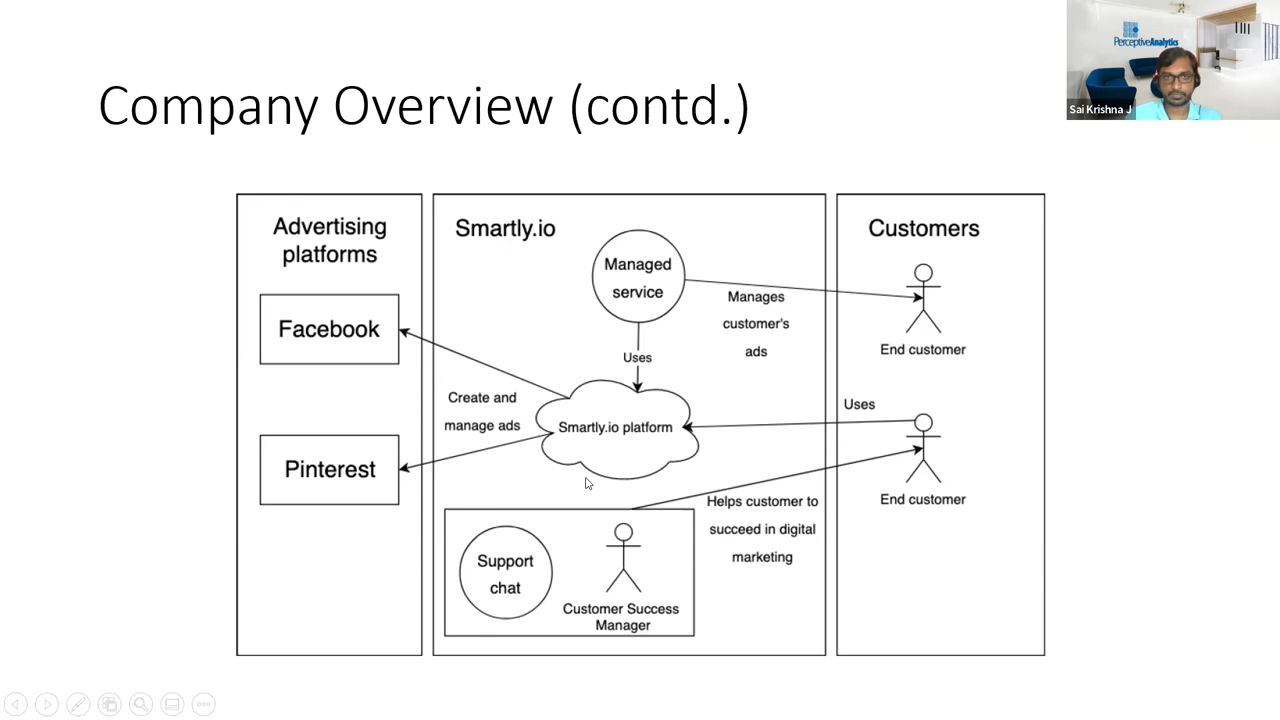 PerceptiveAnalytics
Sai Krishna J
Company Overview (contd.)
Advertising
platforms
Facebook
Pinterest
Smartly.io
Managed
service
Manages
customer's
ads
Uses
Create and
manage ads
Smartly.io platform
Support
chat
Customer Success
Manager
Helps customer to
succeed in digital
marketing
Customers
End customer
Uses
End customer